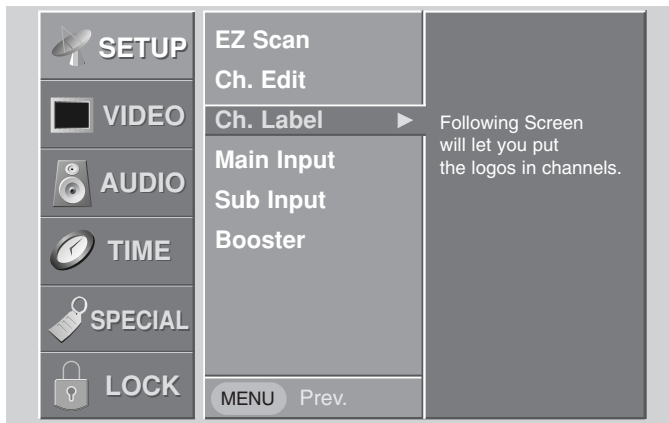 SETUP
VIDEO
AUDIO
TIME
SPECIAL
LOCK
EZ Scan
Ch. Edit
Ch. Label ►
Main Input
Sub Input
Booster
MENU Prev.
Following Screen
will let you put
the logos in channels.